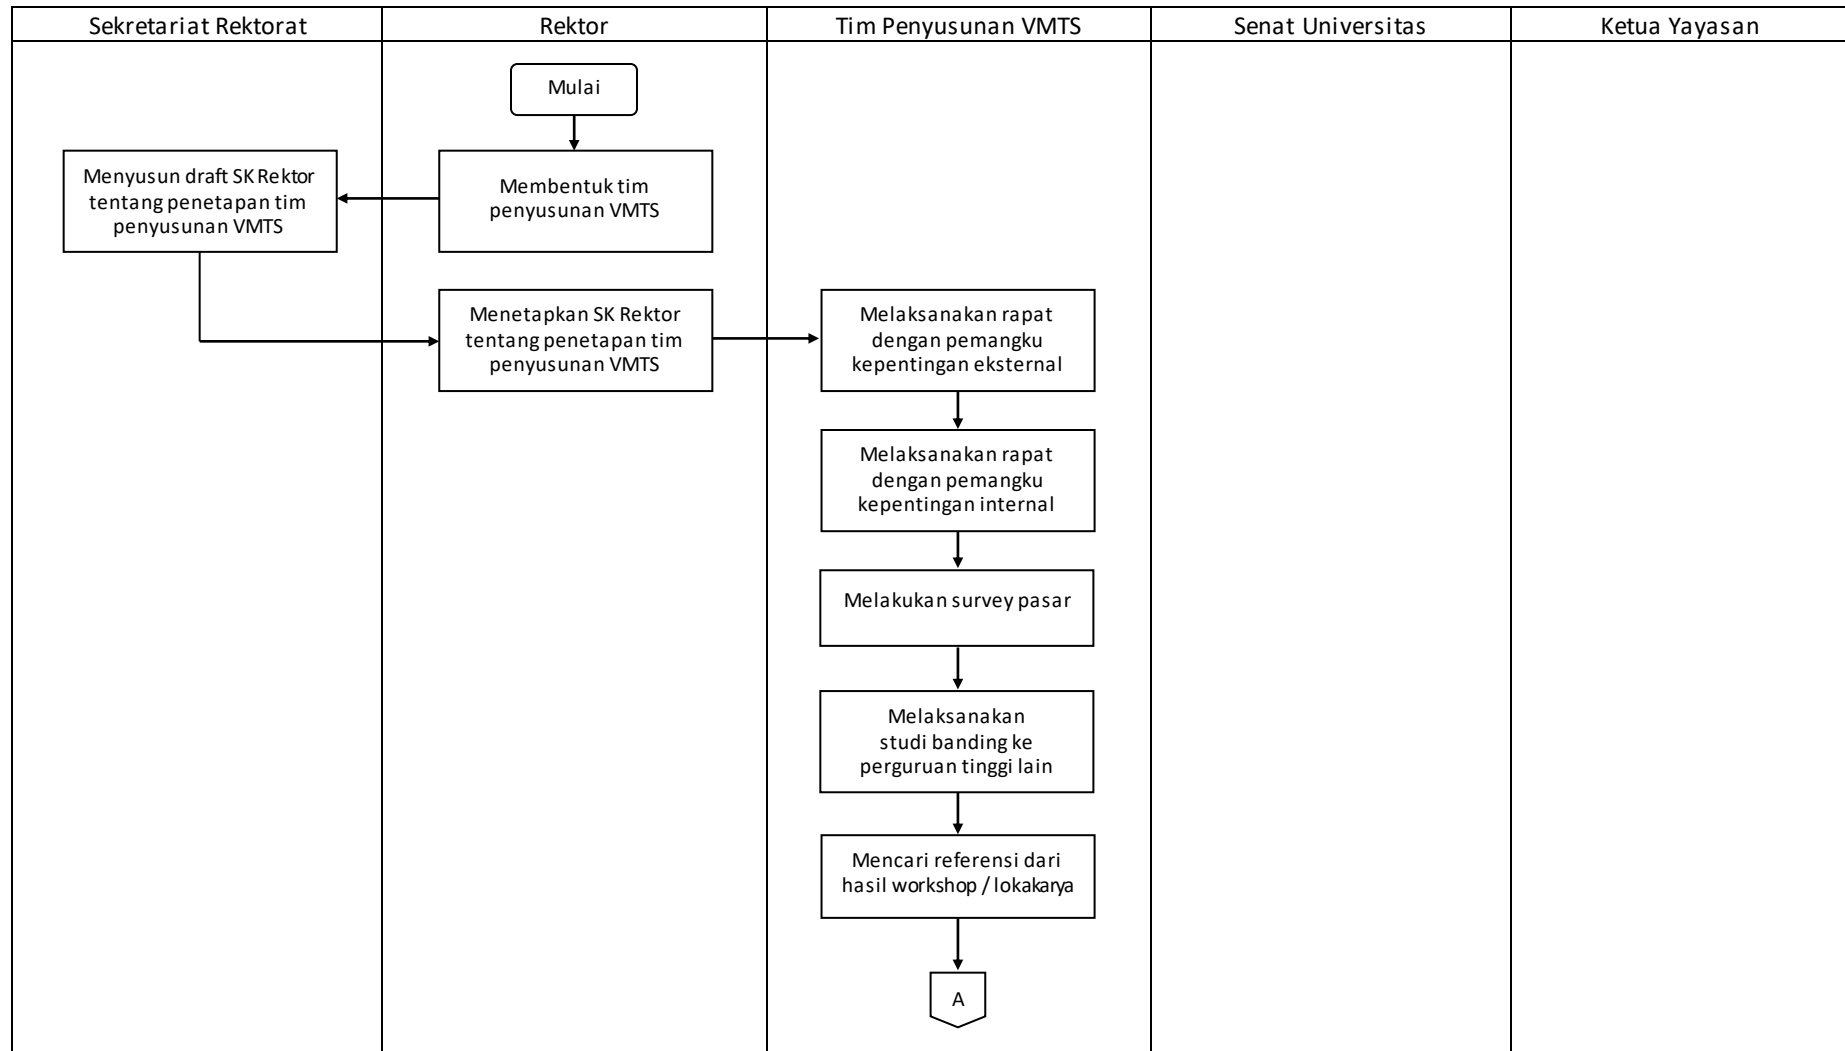 Sekretariat Rektorat
Rektor
Tim Penyusunan VMTS
Senat Universitas
Ketua Yayasan
Mulai
Membentuk tim
penyusunan VMTS
Menyusun draft SK Rektor
tentang penetapan tim
penyusunan VMTS
Menetapkan SK Rektor
tentang penetapan tim
penyusunan VMTS
Melaksanakan rapat
dengan pemangku
kepentingan eksternal
Melaksanakan rapat
dengan pemangku
kepentingan internal
Melakukan survey pasar
Melaksanakan
studi banding ke
perguruan tinggi lain
Mencari referensi dari
hasil workshop / lokakarya
A